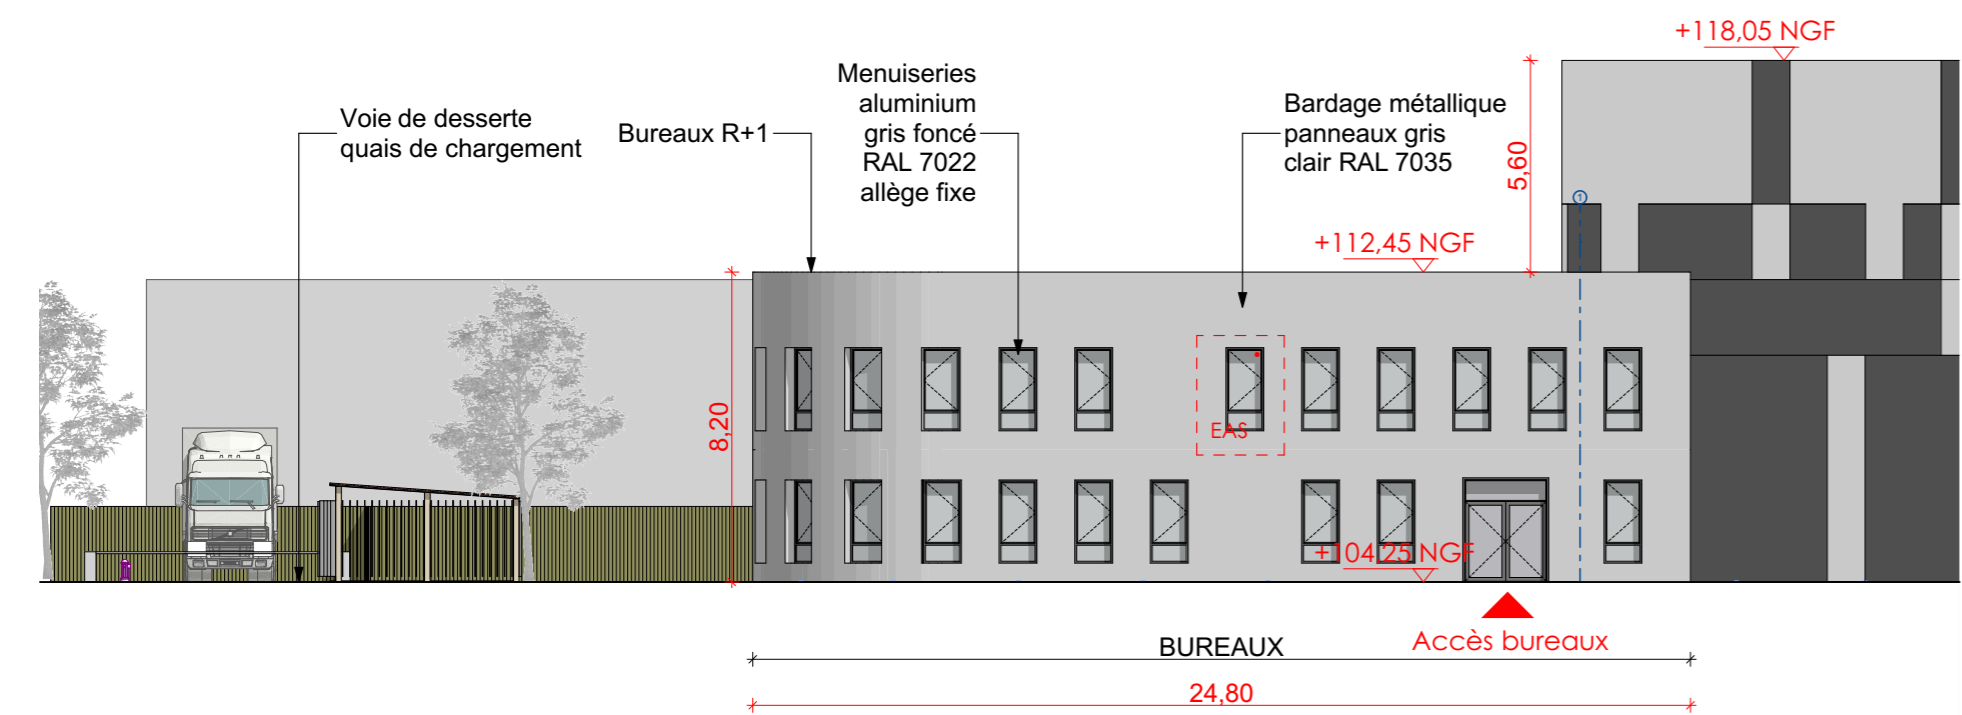 +118,05 NGF
Menuiseries
aluminium
gris foncé
RAL 7022
allège fixe
Voie de desserte
quais de chargement
Bureaux R+1
Bardage métallique
panneaux gris
clair RAL 7035
5,60
1
+112,45 NGF
8,20
EAS
+104,25 NGF
Accès bureaux
BUREAUX
24,80